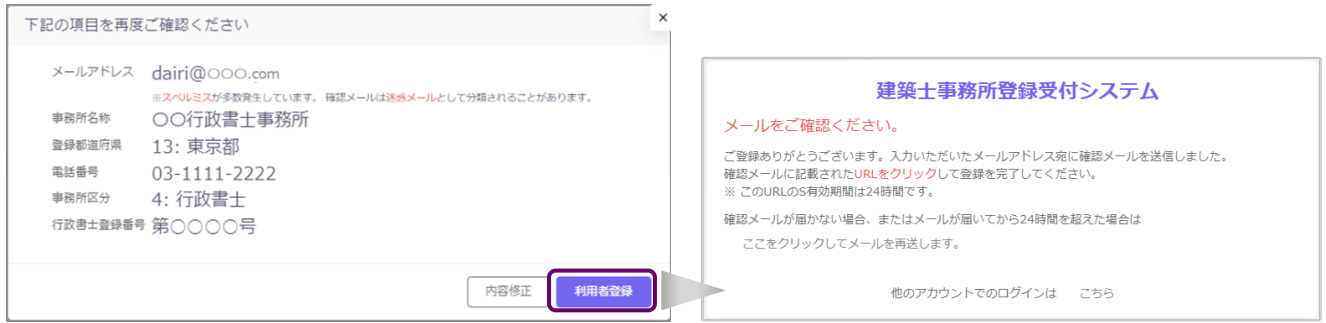 下記の項目を再度ご確認ください
×
メールアドレス dairi@○○○.com
※スペルミスが多数発生しています。 確認メールは迷惑メールとして分類されることがあります。
事務所名称 ○○行政書士事務所
登録都道府県 13: 東京都
電話番号 03-1111-2222
事務所区分 4: 行政書士
行政書士登録番号 第○○○○号
内容修正 利用者登録
建築士事務所登録受付システム
メールをご確認ください。
ご登録ありがとうございます。入力いただいたメールアドレス宛に確認メールを送信しました。
確認メールに記載されたURLをクリックして登録を完了してください。
※ このURLのS有効期間は24時間です。
確認メールが届かない場合、またはメールが届いてから24時間を超えた場合は
ここをクリックしてメールを再送します。
他のアカウントでのログインは こちら